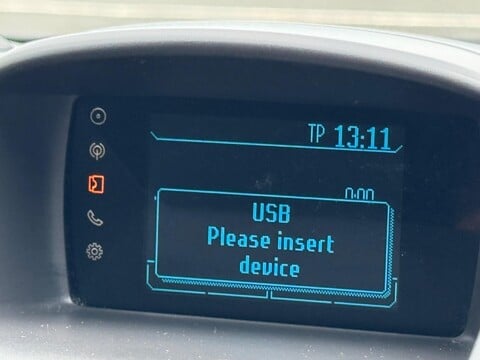 TP 13:11
0:00
USB
Please insert
device